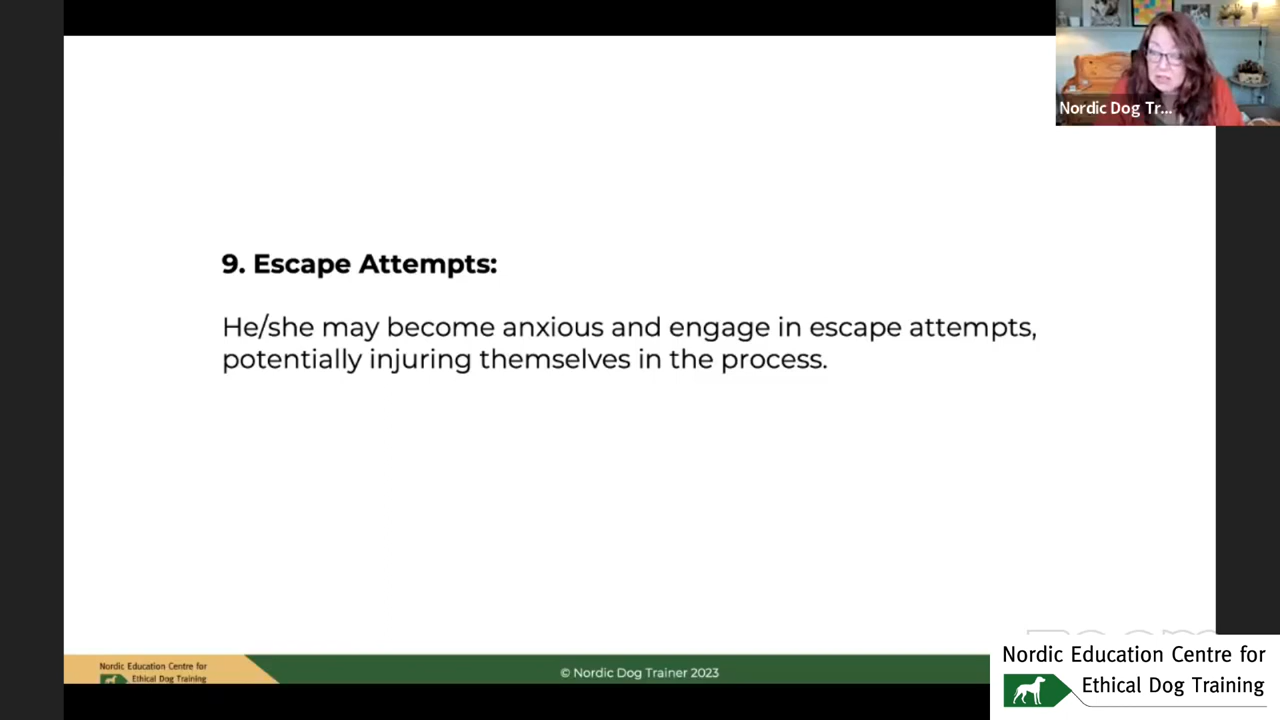 Nordic Dog Tr...
9. Escape Attempts:
He/she may become anxious and engage in escape attempts,
potentially injuring themselves in the process.
Nordic Education Centre for
Ethical Dog Training
© Nordic Dog Trainer 2023
zoom
Nordic Education Centre for
Ethical Dog Training